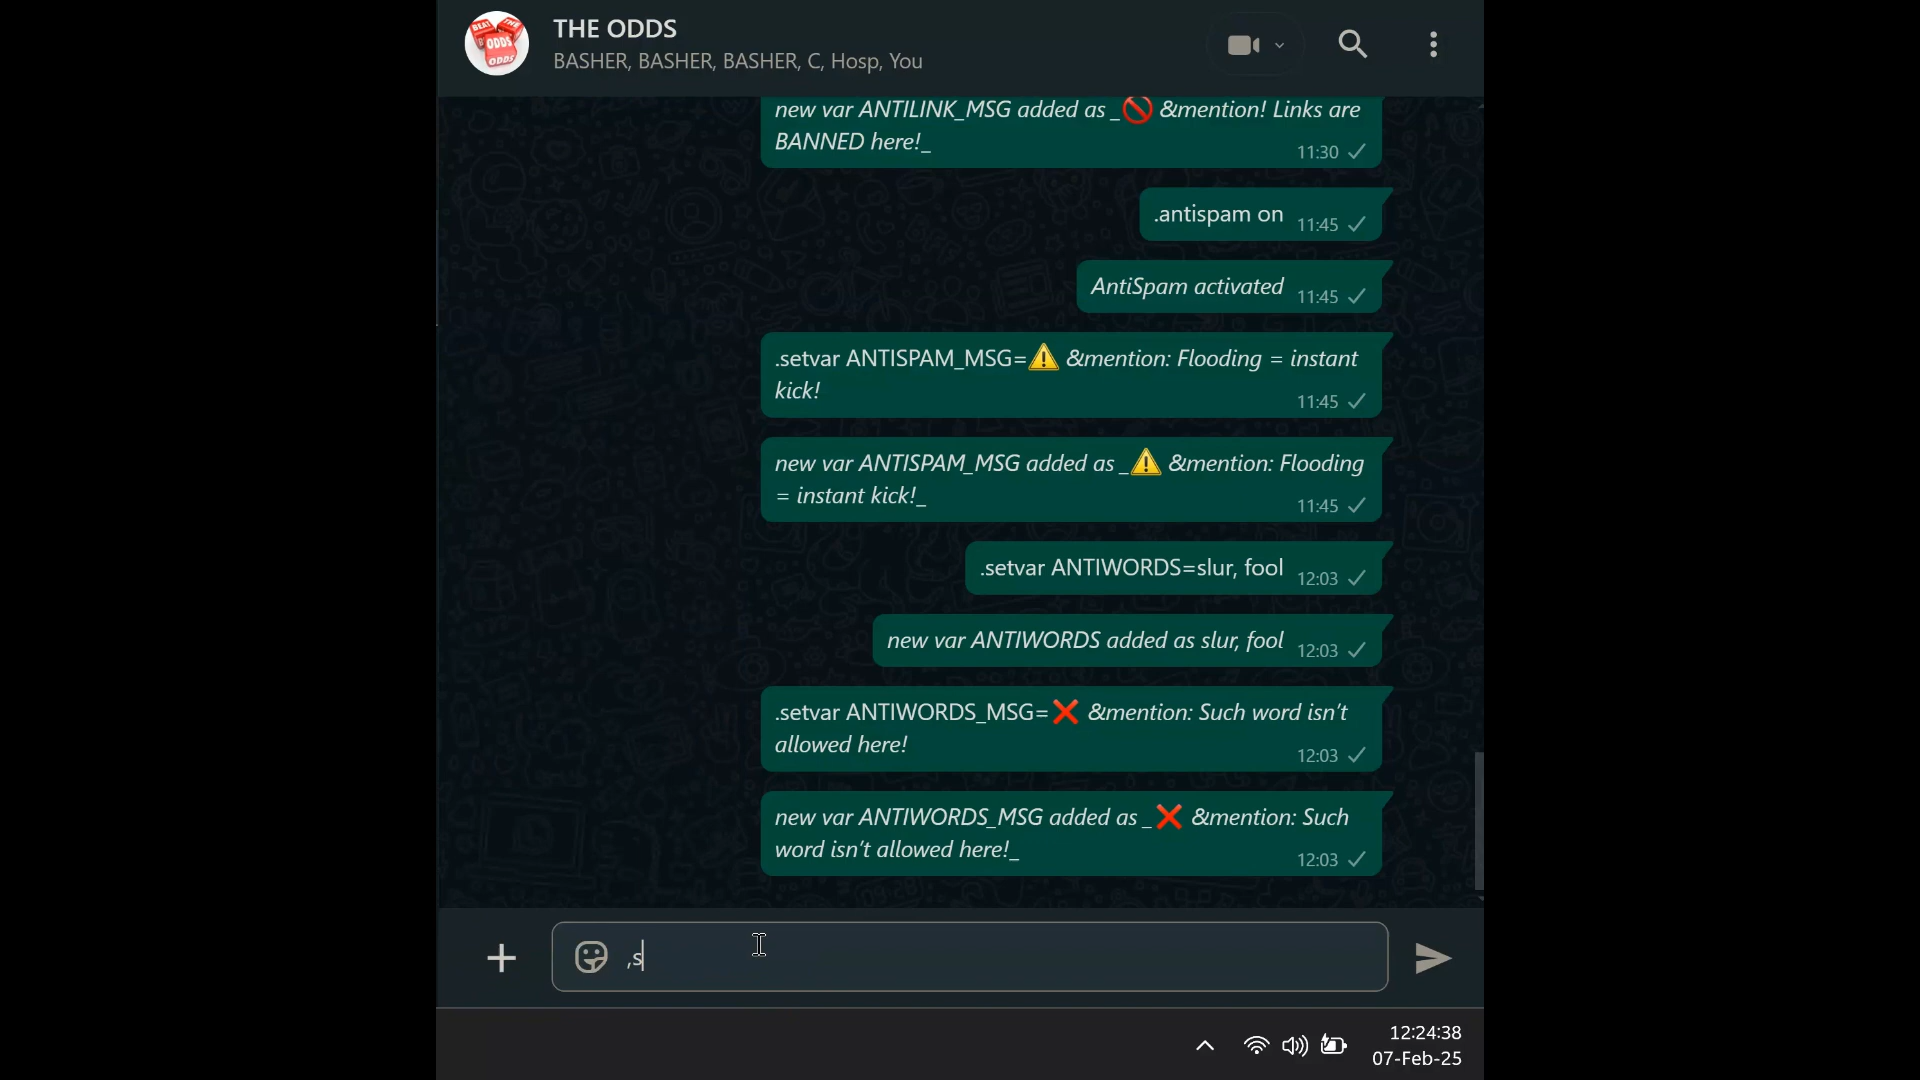 BEAT
THE
ODDS
ODDS
THE ODDS
BASHER, BASHER, BASHER, C, Hosp, You
new var ANTILINK_MSG added as _🚫 &mention! Links are
BANNED here!_
11:30
.antispam on 11:45
AntiSpam activated 11:45
.setvar ANTISPAM_MSG=⚠️ &mention: Flooding = instant
kick!
11:45
new var ANTISPAM_MSG added as _⚠️ &mention: Flooding
= instant kick!_
11:45
.setvar ANTIWORDS=slur, fool 12:03
new var ANTIWORDS added as slur, fool 12:03
.setvar ANTIWORDS_MSG=❌ &mention: Such word isn't
allowed here!
12:03
new var ANTIWORDS_MSG added as _❌ &mention: Such
word isn't allowed here!_
12:03
,s
12:24:38
07-Feb-25